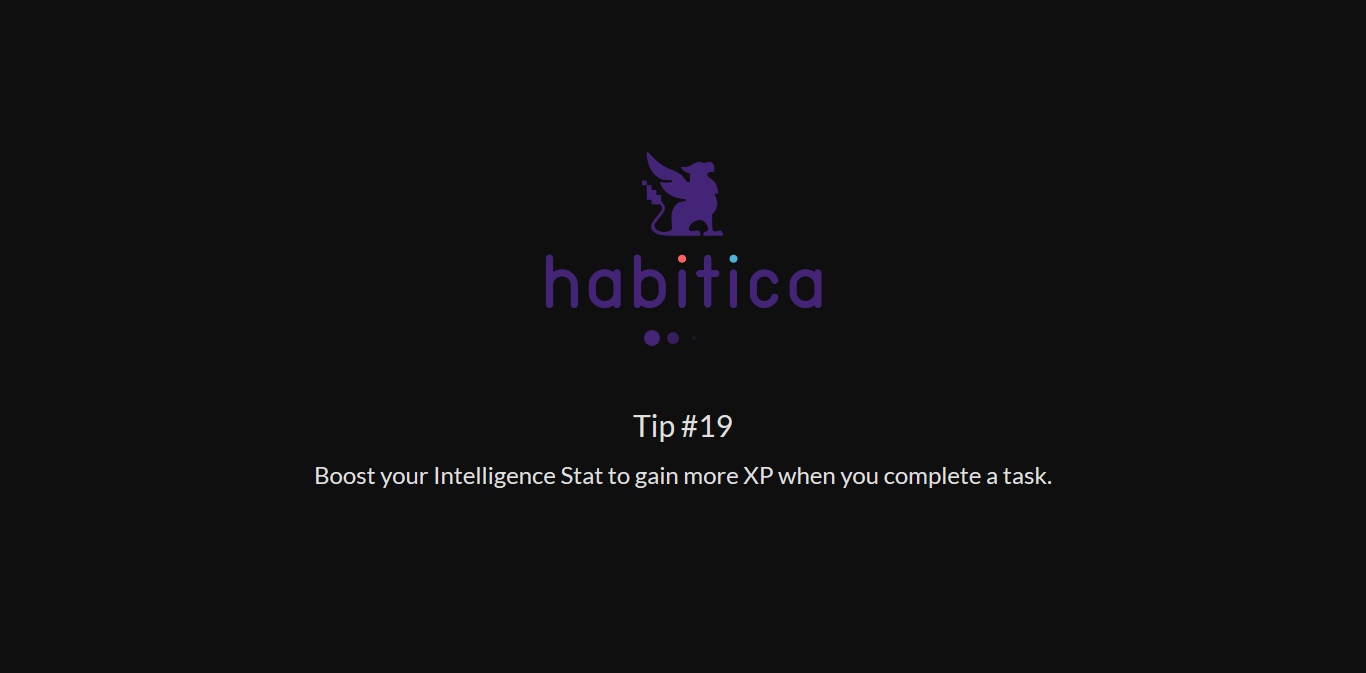 habitica
Tip #19
Boost your Intelligence Stat to gain more XP when you complete a task.